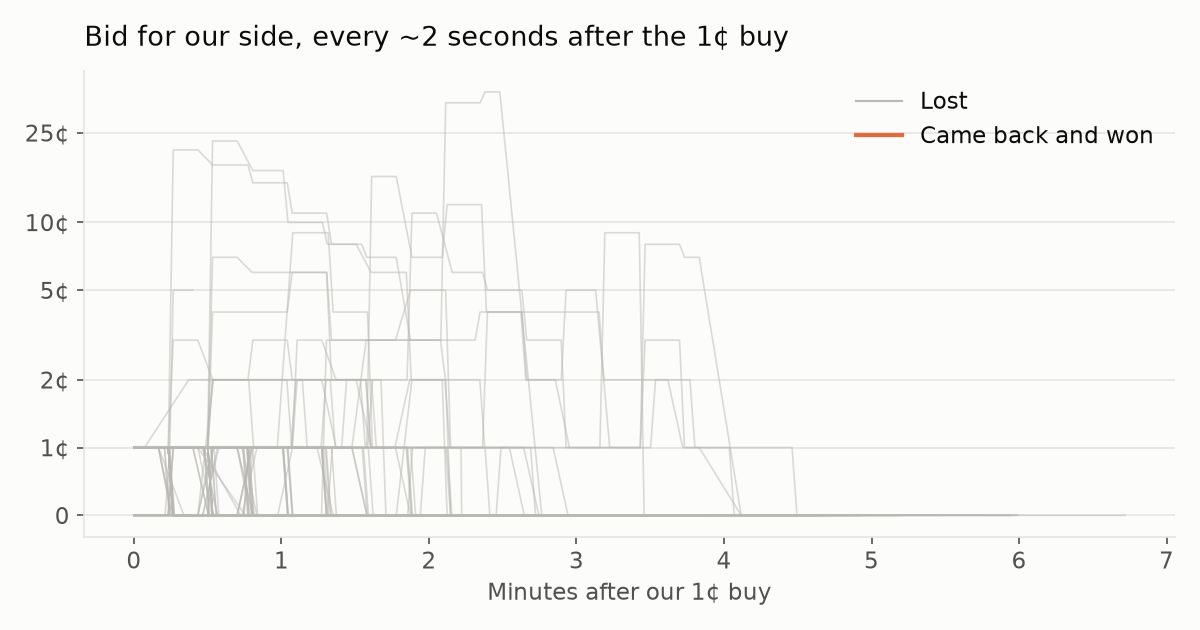 Bid for our side, every ~2 seconds after the 1¢ buy
Lost
Came back and won
25¢
10¢
5¢
2¢
1¢
0
0 1 2 3 4 5 6 7
Minutes after our 1¢ buy